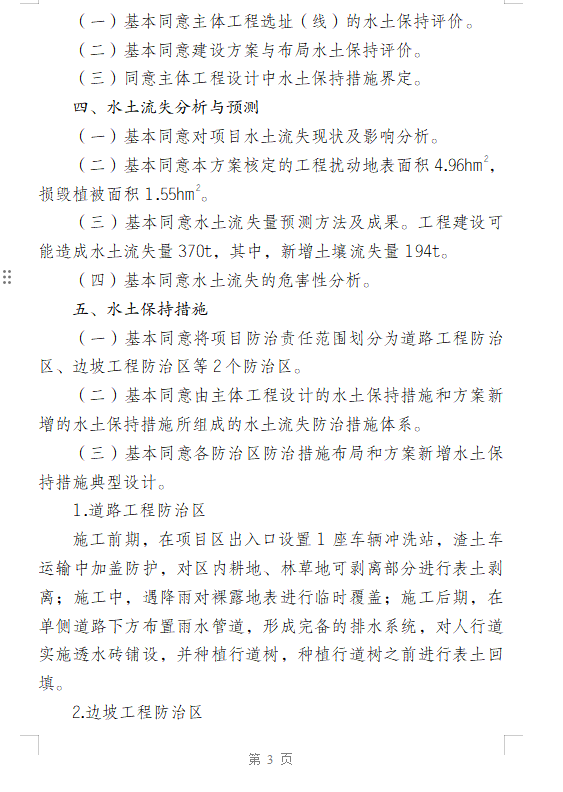 （一）基本同意主体工程选址（线）的水土保持评价。
（二）基本同意建设方案与布局水土保持评价。
（三）同意主体工程设计中水土保持措施界定。
四、水土流失分析与预测
（一）基本同意对项目水土流失现状及影响分析。
（二）基本同意本方案核定的工程扰动地表面积 4.96hm²，
损毁植被面积 1.55hm²。
（三）基本同意水土流失量预测方法及成果。工程建设可
能造成水土流失量 370t，其中，新增土壤流失量 194t。
（四）基本同意水土流失的危害性分析。
五、水土保持措施
（一）基本同意将项目防治责任范围划分为道路工程防治
区、边坡工程防治区等 2 个防治区。
（二）基本同意由主体工程设计的水土保持措施和方案新
增的水土保持措施所组成的水土流失防治措施体系。
（三）基本同意各防治区防治措施布局和方案新增水土保
持措施典型设计。
1.道路工程防治区
施工前期，在项目区出入口设置 1 座车辆冲洗站，渣土车
运输中加盖防护，对区内耕地、林草地可剥离部分进行表土剥
离；施工中，遇降雨对裸露地表进行临时覆盖；施工后期，在
单侧道路下方布置雨水管道，形成完备的排水系统，对人行道
实施透水砖铺设，并种植行道树，种植行道树之前进行表土回
填。
2.边坡工程防治区
第 3 页